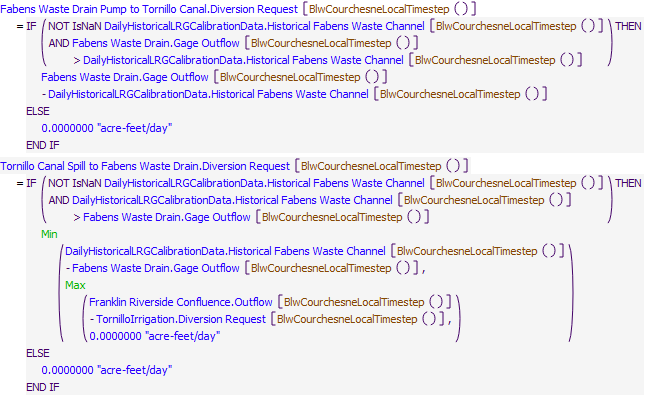 Fabens Waste Drain Pump to Tornillo Canal.Diversion Request [BlwCourchesneLocalTimestep ()]
= IF (NOT IsNaN DailyHistoricalLRGCalibrationData.Historical Fabens Waste Channel [BlwCourchesneLocalTimestep ()]) THEN
AND Fabens Waste Drain.Gage Outflow [BlwCourchesneLocalTimestep ()]
> DailyHistoricalLRGCalibrationData.Historical Fabens Waste Channel [BlwCourchesneLocalTimestep ()]
Fabens Waste Drain.Gage Outflow [BlwCourchesneLocalTimestep ()]
- DailyHistoricalLRGCalibrationData.Historical Fabens Waste Channel [BlwCourchesneLocalTimestep ()]
ELSE
0.0000000 "acre-feet/day"
END IF
Tornillo Canal Spill to Fabens Waste Drain.Diversion Request [BlwCourchesneLocalTimestep ()]
= IF (NOT IsNaN DailyHistoricalLRGCalibrationData.Historical Fabens Waste Channel [BlwCourchesneLocalTimestep ()]) THEN
AND DailyHistoricalLRGCalibrationData.Historical Fabens Waste Channel [BlwCourchesneLocalTimestep ()]
> Fabens Waste Drain.Gage Outflow [BlwCourchesneLocalTimestep ()]
Min
(DailyHistoricalLRGCalibrationData.Historical Fabens Waste Channel [BlwCourchesneLocalTimestep ()]
- Fabens Waste Drain.Gage Outflow [BlwCourchesneLocalTimestep ()],
Max
(Franklin Riverside Confluence.Outflow [BlwCourchesneLocalTimestep ()]
- TornilloIrrigation.Diversion Request [BlwCourchesneLocalTimestep ()],
0.0000000 "acre-feet/day"))
ELSE
0.0000000 "acre-feet/day"
END IF